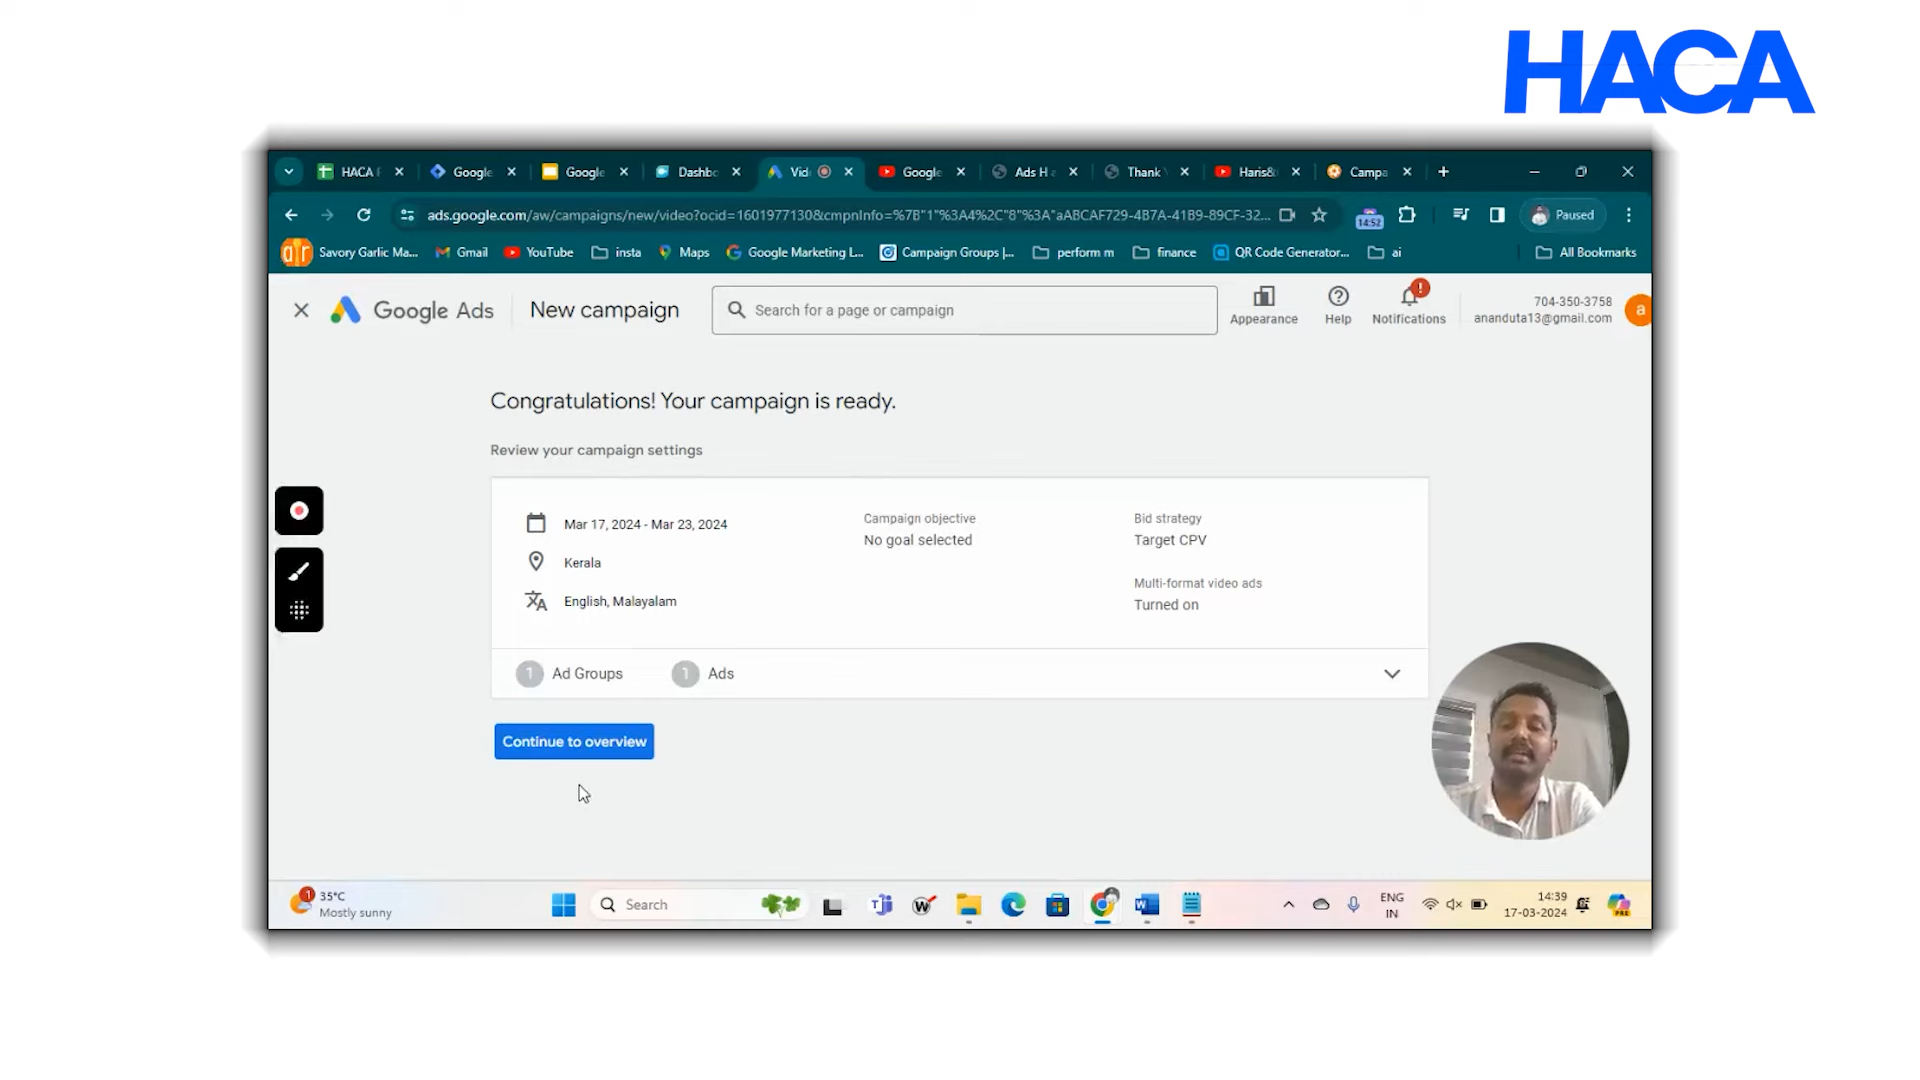 HACA
HACA F
Google
Google
Dashbo
Vid
Google
Ads H a
Thank
Haris&
Campa
ads.google.com/aw/campaigns/new/video?ocid=1601977130&cmpnInfo=%7B"1"%3A4%2C"8"%3A"aABCAF729-4B7A-41B9-89CF-32...
14:52
Paused
Savory Garlic Ma...
Gmail
YouTube
insta
Maps
Google Marketing L...
Campaign Groups |...
perform m
finance
QR Code Generator...
ai
All Bookmarks
Google Ads
New campaign
Search for a page or campaign
Appearance
Help
Notifications
704-350-3758
ananduta13@gmail.com
a
Congratulations! Your campaign is ready.
Review your campaign settings
Mar 17, 2024 - Mar 23, 2024
Kerala
English, Malayalam
Campaign objective
No goal selected
Bid strategy
Target CPV
Multi-format video ads
Turned on
1 Ad Groups
1 Ads
Continue to overview
1
35°C
Mostly sunny
Search
ENG
IN
14:39
17-03-2024